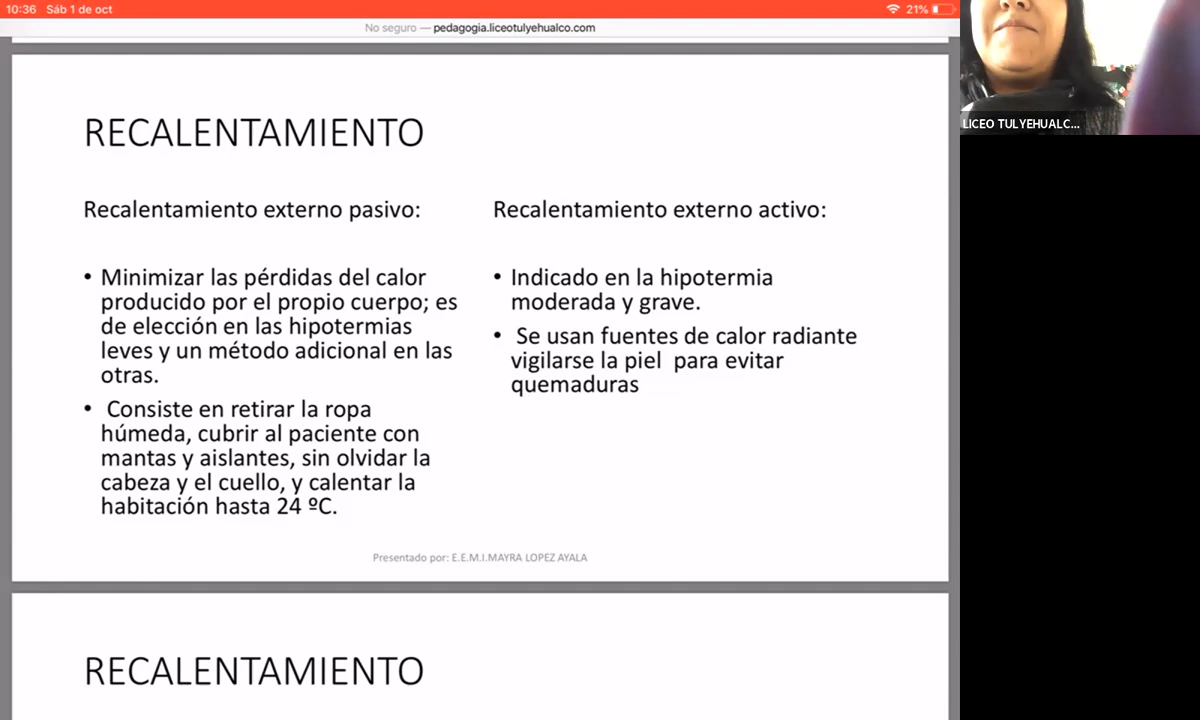 10:36 Sáb 1 de oct
21%
No seguro — pedagogia.liceotulyehualco.com
LICEO TULYEHUALC...
RECALENTAMIENTO
Recalentamiento externo pasivo:
• Minimizar las pérdidas del calor
producido por el propio cuerpo; es
de elección en las hipotermias
leves y un método adicional en las
otras.
• Consiste en retirar la ropa
húmeda, cubrir al paciente con
mantas y aislantes, sin olvidar la
cabeza y el cuello, y calentar la
habitación hasta 24 ºC.
Recalentamiento externo activo:
• Indicado en la hipotermia
moderada y grave.
• Se usan fuentes de calor radiante
vigilarse la piel para evitar
quemaduras
Presentado por: E.E.M.I.MAYRA LOPEZ AYALA
RECALENTAMIENTO